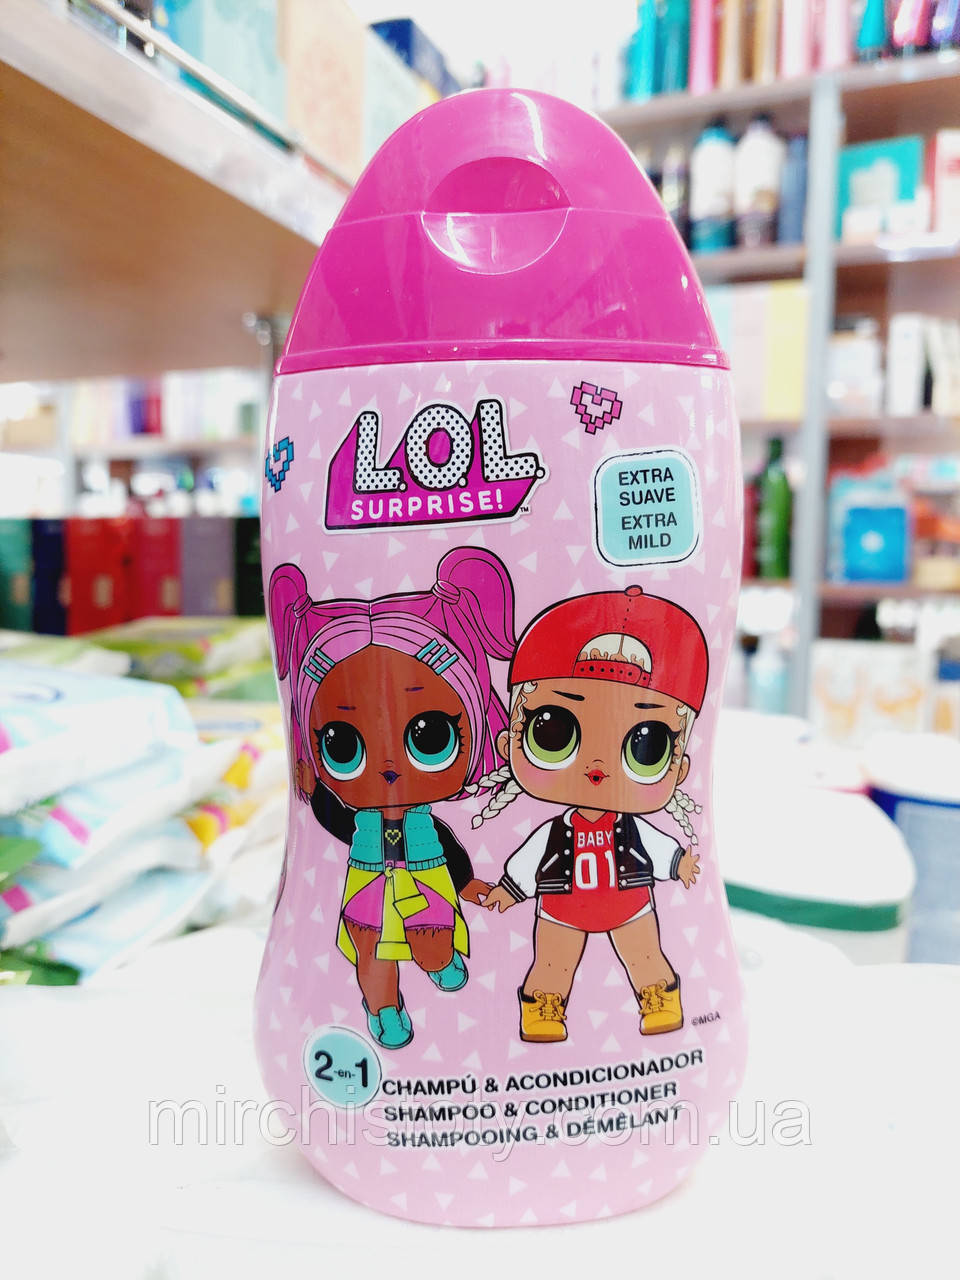 L.O.L.
SURPRISE!™
EXTRA
SUAVE
EXTRA
MILD
BABY
01
©MGA
2-en-1
CHAMPÚ & ACONDICIONADOR
SHAMPOO & CONDITIONER
SHAMPOOING & DÉMÊLANT
mirchistoty.com.ua